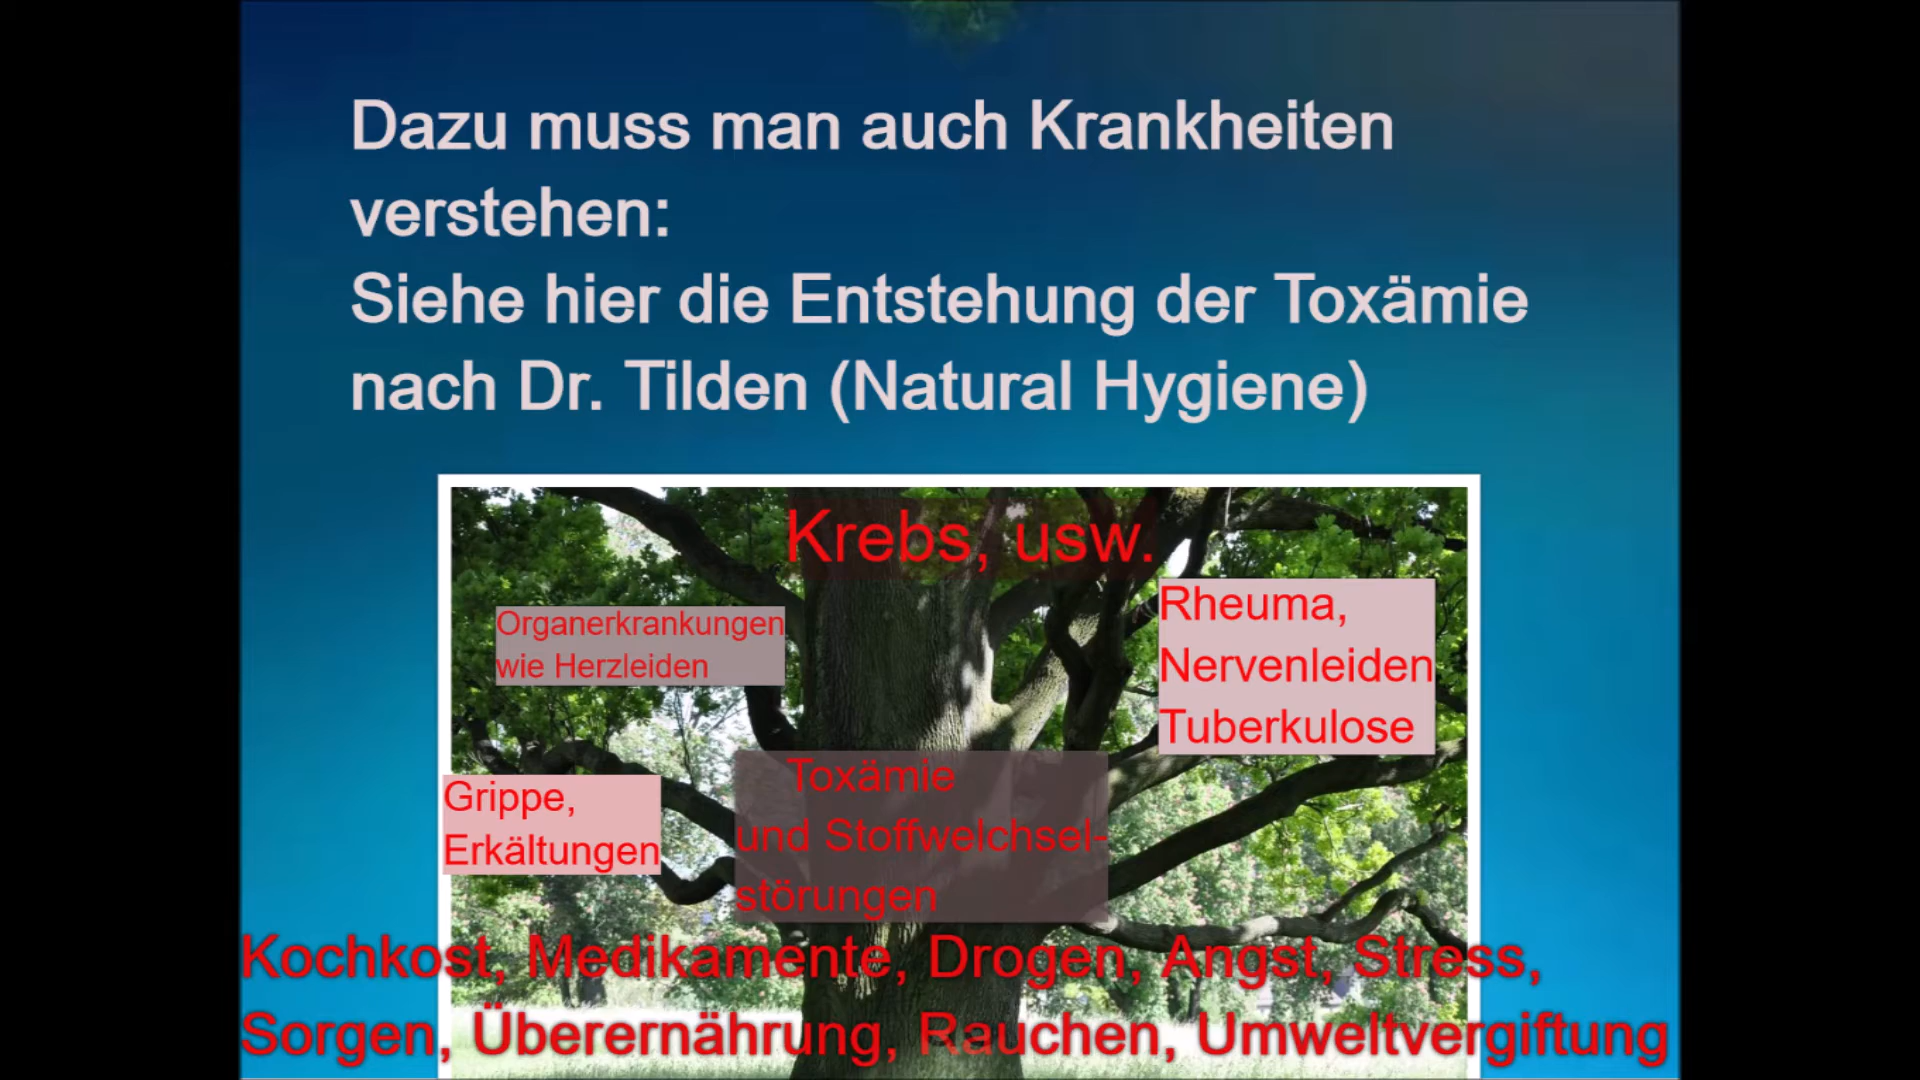 Dazu muss man auch Krankheiten
verstehen:
Siehe hier die Entstehung der Toxämie
nach Dr. Tilden (Natural Hygiene)
Krebs, usw.
Organerkrankungen
wie Herzleiden
Rheuma,
Nervenleiden
Tuberkulose
Grippe,
Erkältungen
Toxämie
und Stoffwelchsel-
störungen
Kochkost, Medikamente, Drogen, Angst, Stress,
Sorgen, Überernährung, Rauchen, Umweltvergiftung